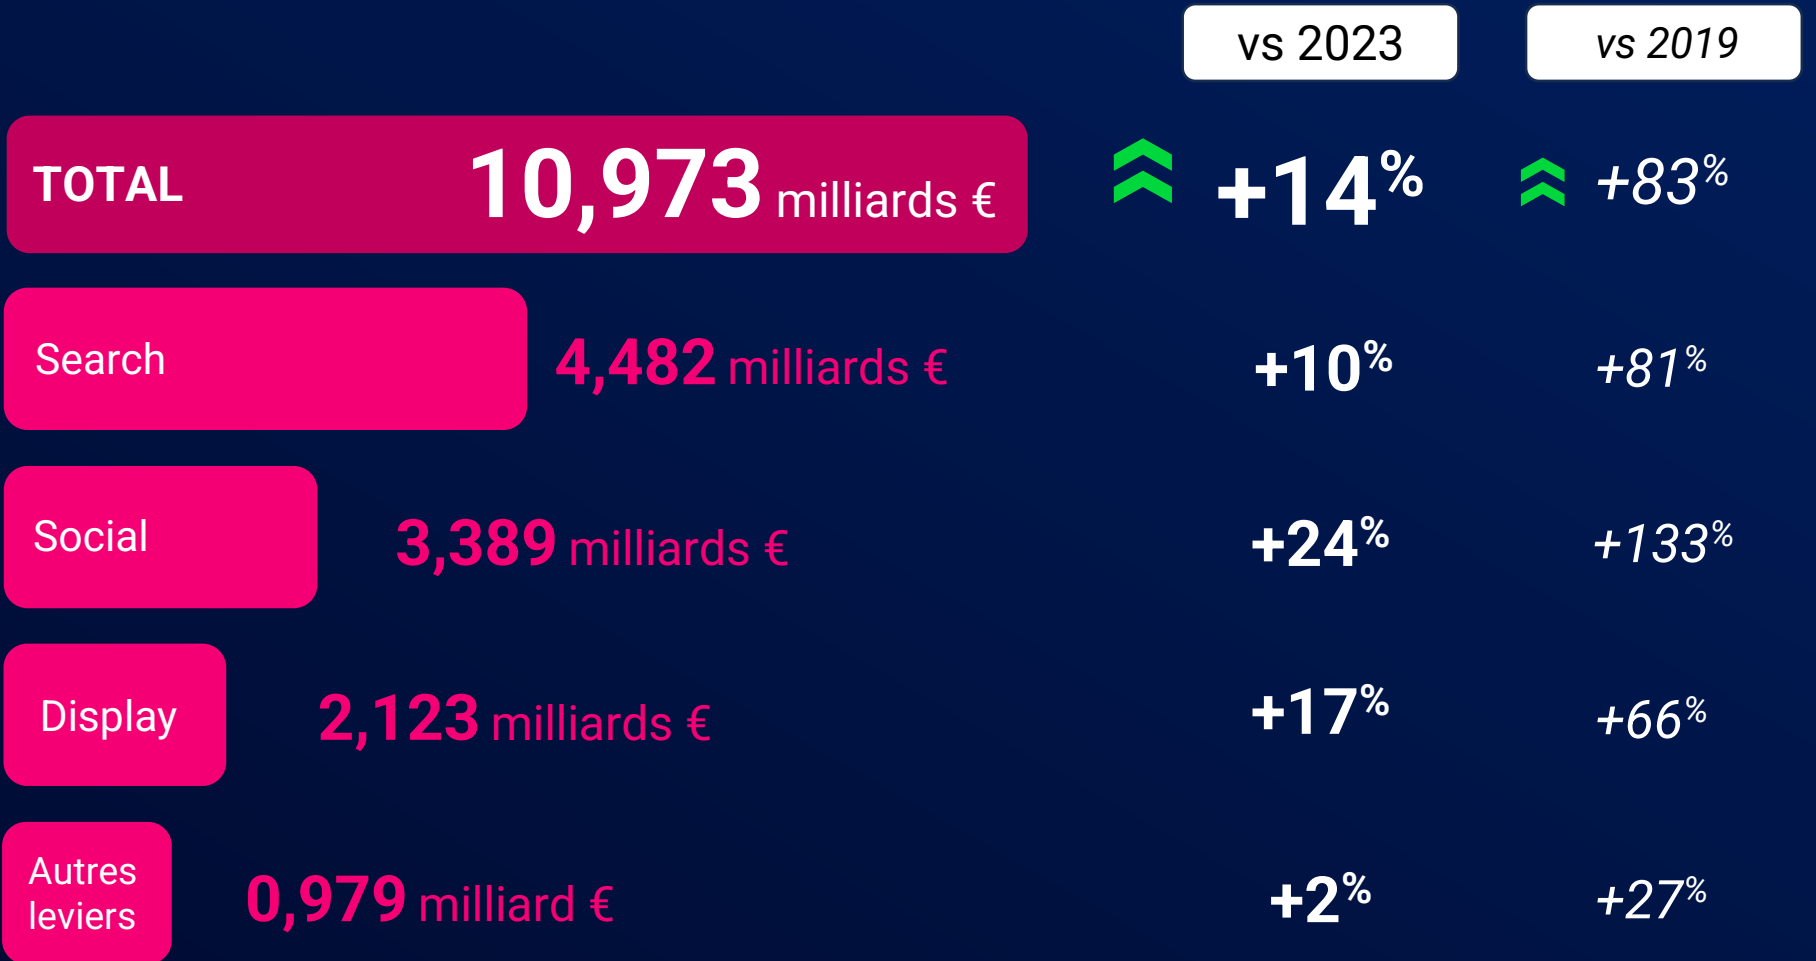 vs 2023 vs 2019
TOTAL 10,973 milliards € +14% +83%
Search 4,482 milliards € +10% +81%
Social 3,389 milliards € +24% +133%
Display 2,123 milliards € +17% +66%
Autres
leviers 0,979 milliard € +2% +27%